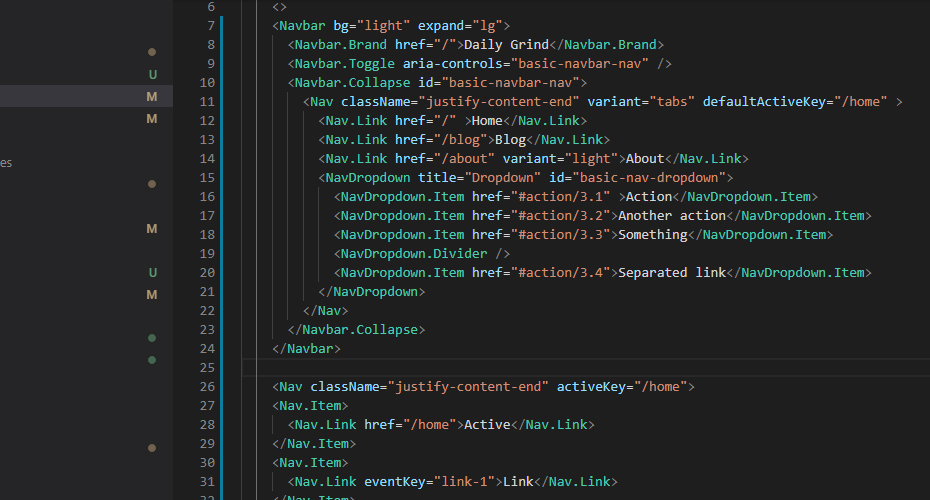 6 <>
7 <Navbar bg="light" expand="lg">
8 <Navbar.Brand href="/">Daily Grind</Navbar.Brand>
9 <Navbar.Toggle aria-controls="basic-navbar-nav" />
U
10 <Navbar.Collapse id="basic-navbar-nav">
M
11 <Nav className="justify-content-end" variant="tabs" defaultActiveKey="/home" >
M
12 <Nav.Link href="/" >Home</Nav.Link>
13 <Nav.Link href="/blog">Blog</Nav.Link>
es
14 <Nav.Link href="/about" variant="light">About</Nav.Link>
15 <NavDropdown title="Dropdown" id="basic-nav-dropdown">
16 <NavDropdown.Item href="#action/3.1" >Action</NavDropdown.Item>
17 <NavDropdown.Item href="#action/3.2">Another action</NavDropdown.Item>
M
18 <NavDropdown.Item href="#action/3.3">Something</NavDropdown.Item>
19 <NavDropdown.Divider />
U
20 <NavDropdown.Item href="#action/3.4">Separated link</NavDropdown.Item>
M
21 </NavDropdown>
22 </Nav>
23 </Navbar.Collapse>
24 </Navbar>
25
26 <Nav className="justify-content-end" activeKey="/home">
27 <Nav.Item>
28 <Nav.Link href="/home">Active</Nav.Link>
29 </Nav.Item>
30 <Nav.Item>
31 <Nav.Link eventKey="link-1">Link</Nav.Link>
32 </Nav.Item>